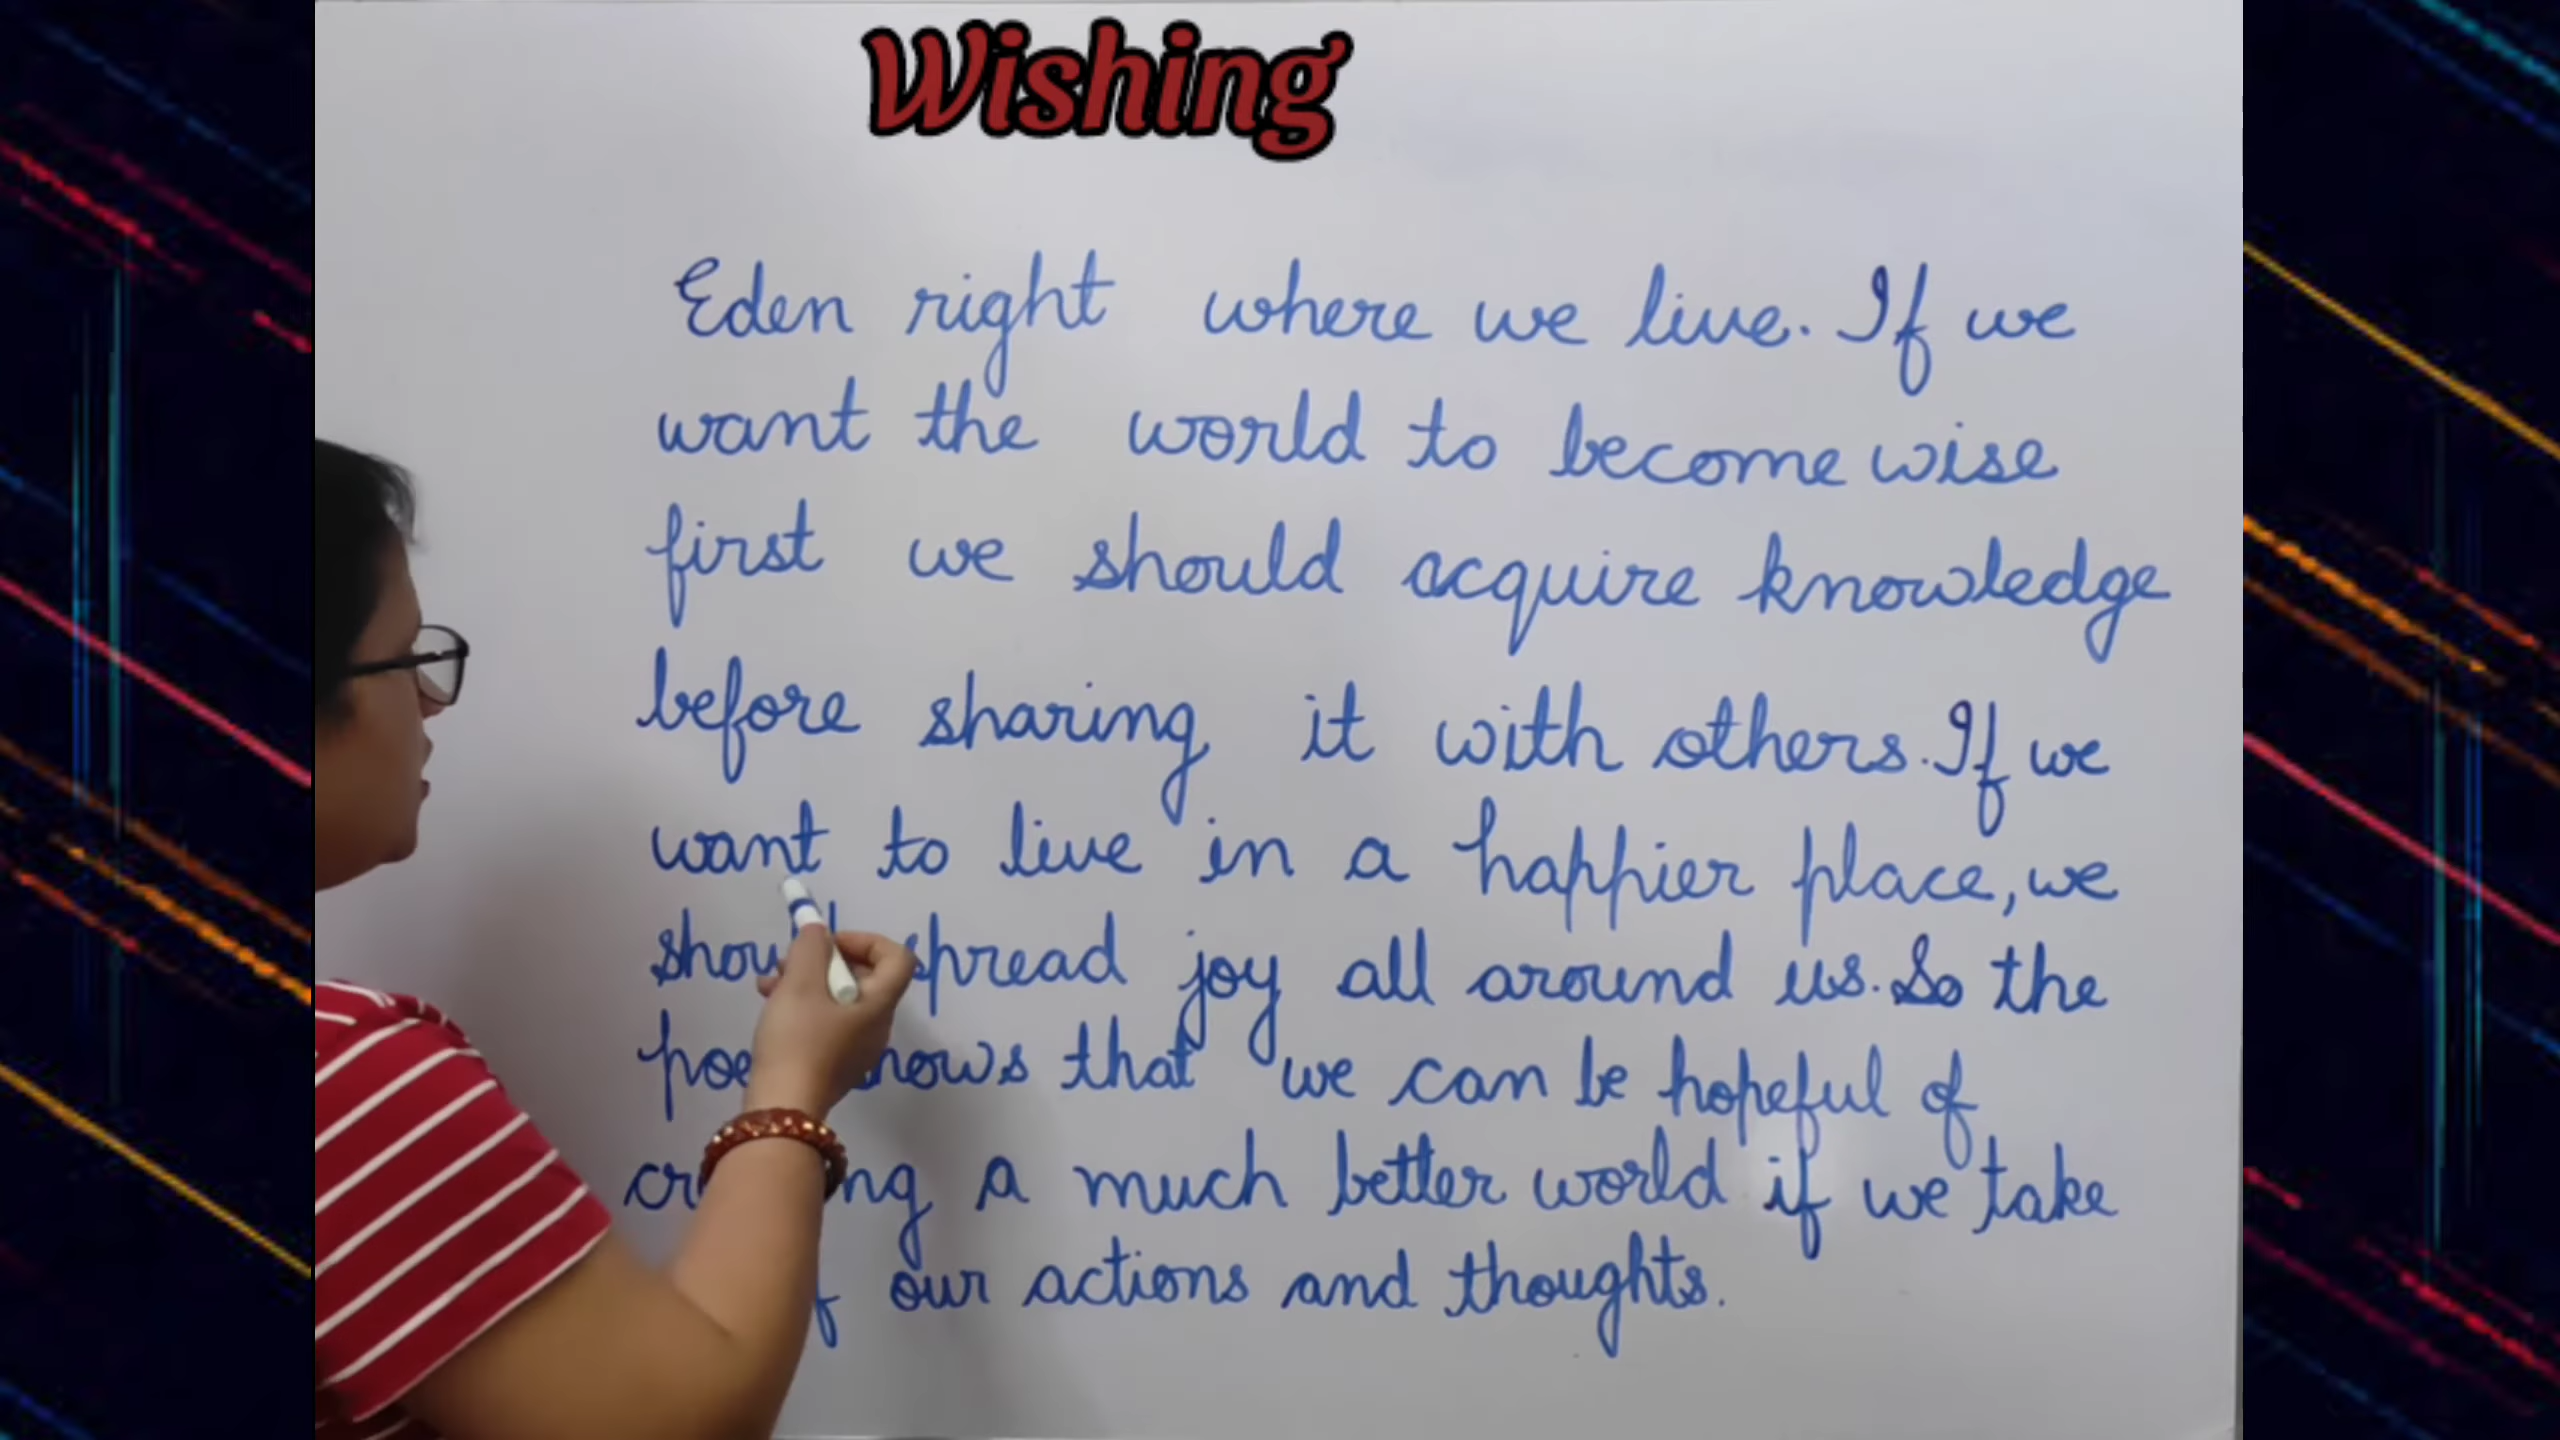 Wishing
Eden right where we live. If we
want the world to become wise
first we should acquire knowledge
before sharing it with others. If we
want to live in a happier place, we
should spread joy all around us. So the
that we can be hopeful of
a much better world if we take
our actions and thoughts.